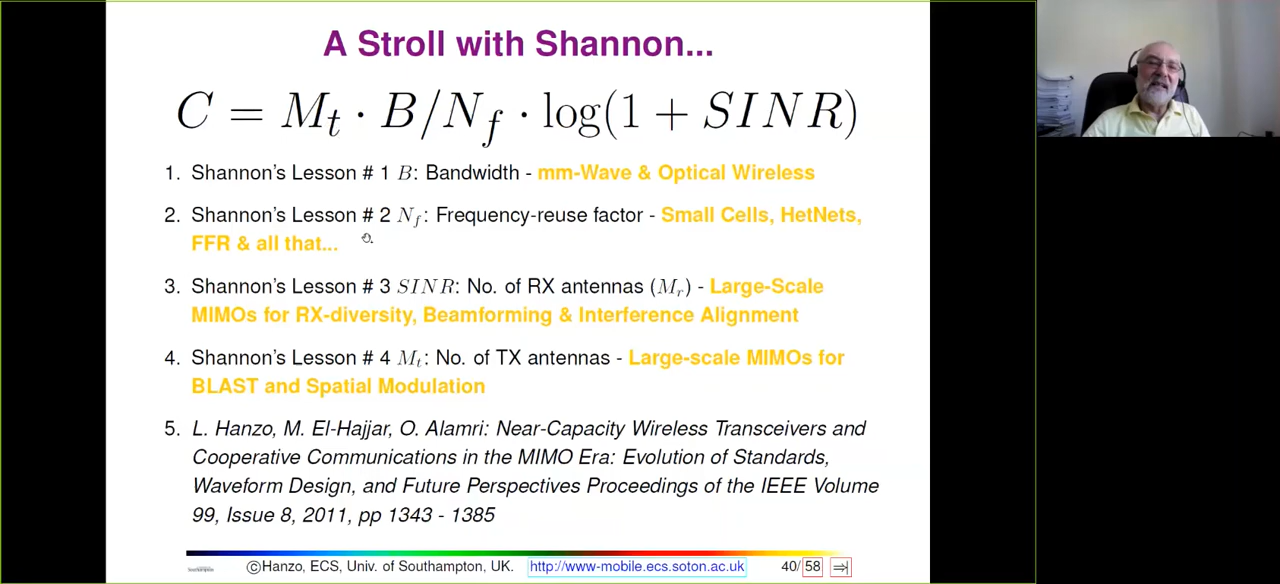 A Stroll with Shannon...
C = M_t · B/N_f · log(1 + SINR)
1. Shannon's Lesson # 1 B: Bandwidth - mm-Wave & Optical Wireless
2. Shannon's Lesson # 2 N_f: Frequency-reuse factor - Small Cells, HetNets,
FFR & all that...
3. Shannon's Lesson # 3 SINR: No. of RX antennas (M_r) - Large-Scale
MIMOs for RX-diversity, Beamforming & Interference Alignment
4. Shannon's Lesson # 4 M_t: No. of TX antennas - Large-scale MIMOs for
BLAST and Spatial Modulation
5. L. Hanzo, M. El-Hajjar, O. Alamri: Near-Capacity Wireless Transceivers and
Cooperative Communications in the MIMO Era: Evolution of Standards,
Waveform Design, and Future Perspectives Proceedings of the IEEE Volume
99, Issue 8, 2011, pp 1343 - 1385
©Hanzo, ECS, Univ. of Southampton, UK. http://www-mobile.ecs.soton.ac.uk 40/58